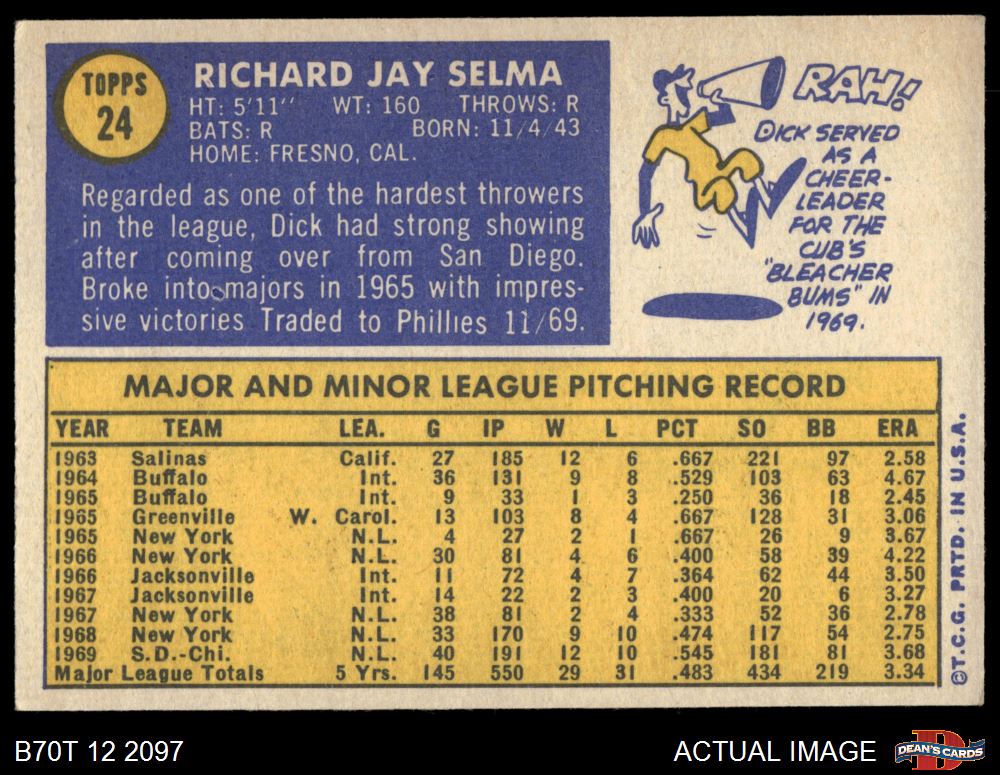 TOPPS
24
RICHARD JAY SELMA
HT: 5'11" WT: 160 THROWS: R
BATS: R BORN: 11/4/43
HOME: FRESNO, CAL.
Regarded as one of the hardest throwers
in the league, Dick had strong showing
after coming over from San Diego.
Broke into majors in 1965 with impres-
sive victories Traded to Phillies 11/69.
RAH!
DICK SERVED
AS A
CHEER-
LEADER
FOR THE
CUB'S
"BLEACHER
BUMS" IN
1969.
MAJOR AND MINOR LEAGUE PITCHING RECORD
YEAR TEAM LEA. G IP W L PCT SO BB ERA
1963 Salinas Calif. 27 185 12 6 .667 221 97 2.58
1964 Buffalo Int. 36 131 9 8 .529 103 63 4.67
1965 Buffalo Int. 9 33 1 3 .250 36 18 2.45
1965 Greenville W. Carol. 13 103 8 4 .667 128 31 3.06
1965 New York N.L. 4 27 2 1 .667 26 9 3.67
1966 New York N.L. 30 81 4 6 .400 58 39 4.22
1966 Jacksonville Int. 11 72 4 7 .364 62 44 3.50
1967 Jacksonville Int. 14 22 2 3 .400 20 6 3.27
1967 New York N.L. 38 81 2 4 .333 52 36 2.78
1968 New York N.L. 33 170 9 10 .474 117 54 2.75
1969 S.D.-Chi. N.L. 40 191 12 10 .545 181 81 3.68
Major League Totals 5 Yrs. 145 550 29 31 .483 434 219 3.34
©T.C.G. PRTD. IN U.S.A.
B70T 12 2097
ACTUAL IMAGE
DEAN'S CARDS